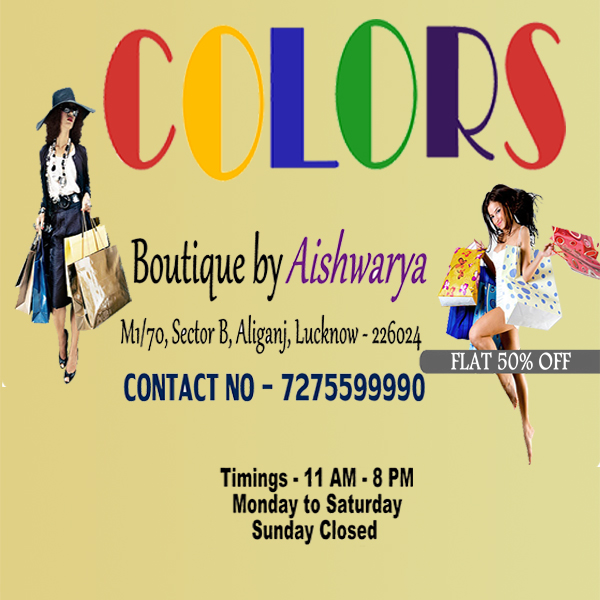 COLORS
Boutique by Aishwarya
M1/70, Sector B, Aliganj, Lucknow - 226024
FLAT 50% OFF
CONTACT NO - 7275599990
Timings - 11 AM - 8 PM
Monday to Saturday
Sunday Closed